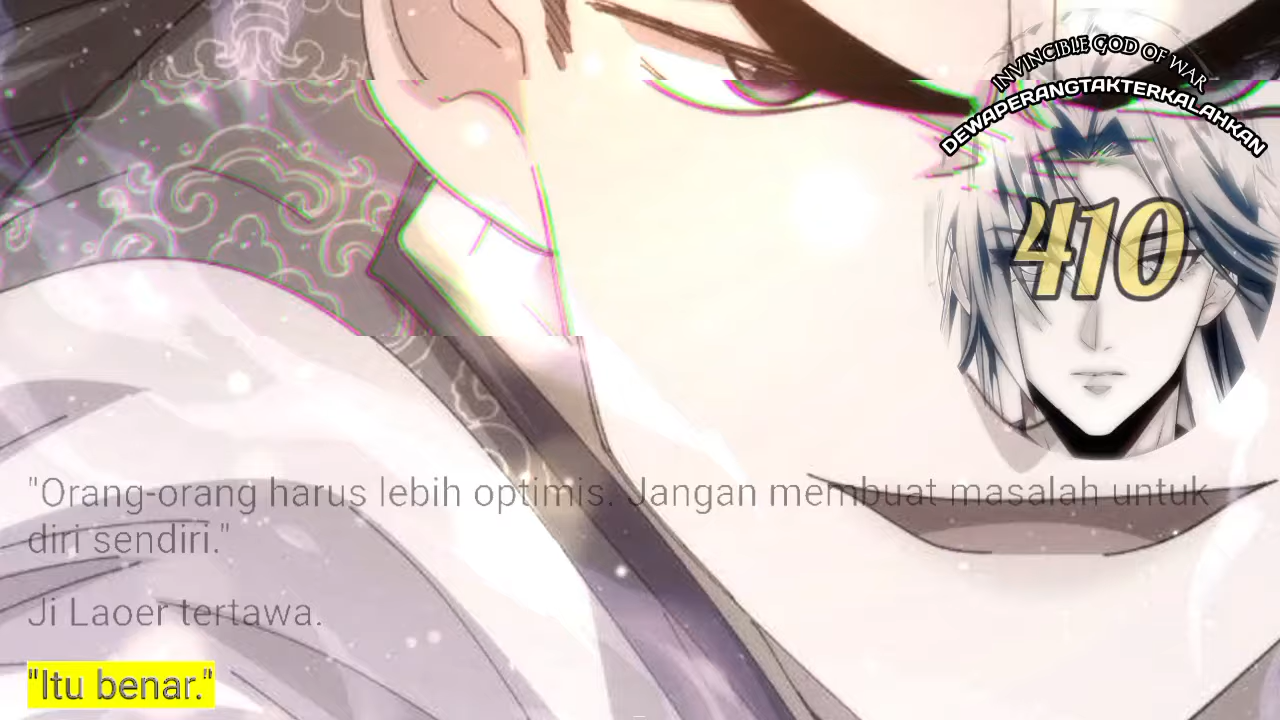 INVINCIBLE GOD OF WAR
DEWAPERANGTAKTERKALAHKAN
410
"Orang-orang harus lebih optimis. Jangan membuat masalah untuk
diri sendiri."
Ji Laoer tertawa.
"Itu benar."